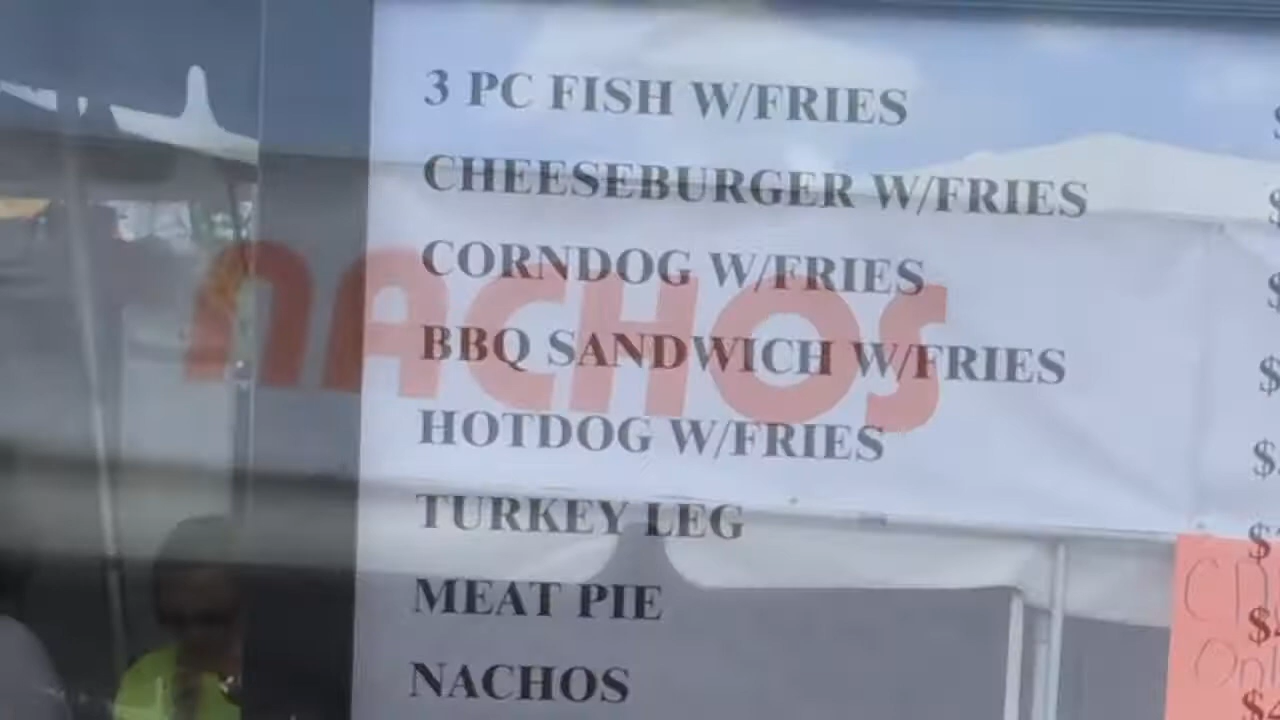 3 PC FISH W/FRIES
CHEESEBURGER W/FRIES
CORNDOG W/FRIES
NACHOS
BBQ SANDWICH W/FRIES
HOTDOG W/FRIES
TURKEY LEG
MEAT PIE
NACHOS